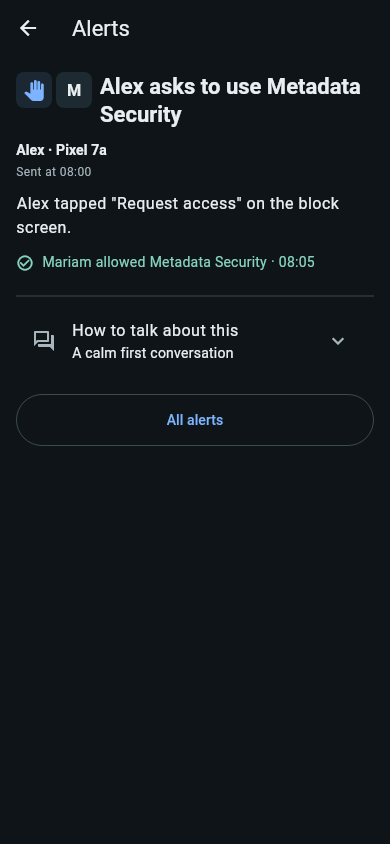 Alerts
M
Alex asks to use Metadata
Security
Alex · Pixel 7a
Sent at 08:00
Alex tapped "Request access" on the block
screen.
Mariam allowed Metadata Security · 08:05
How to talk about this
A calm first conversation
All alerts